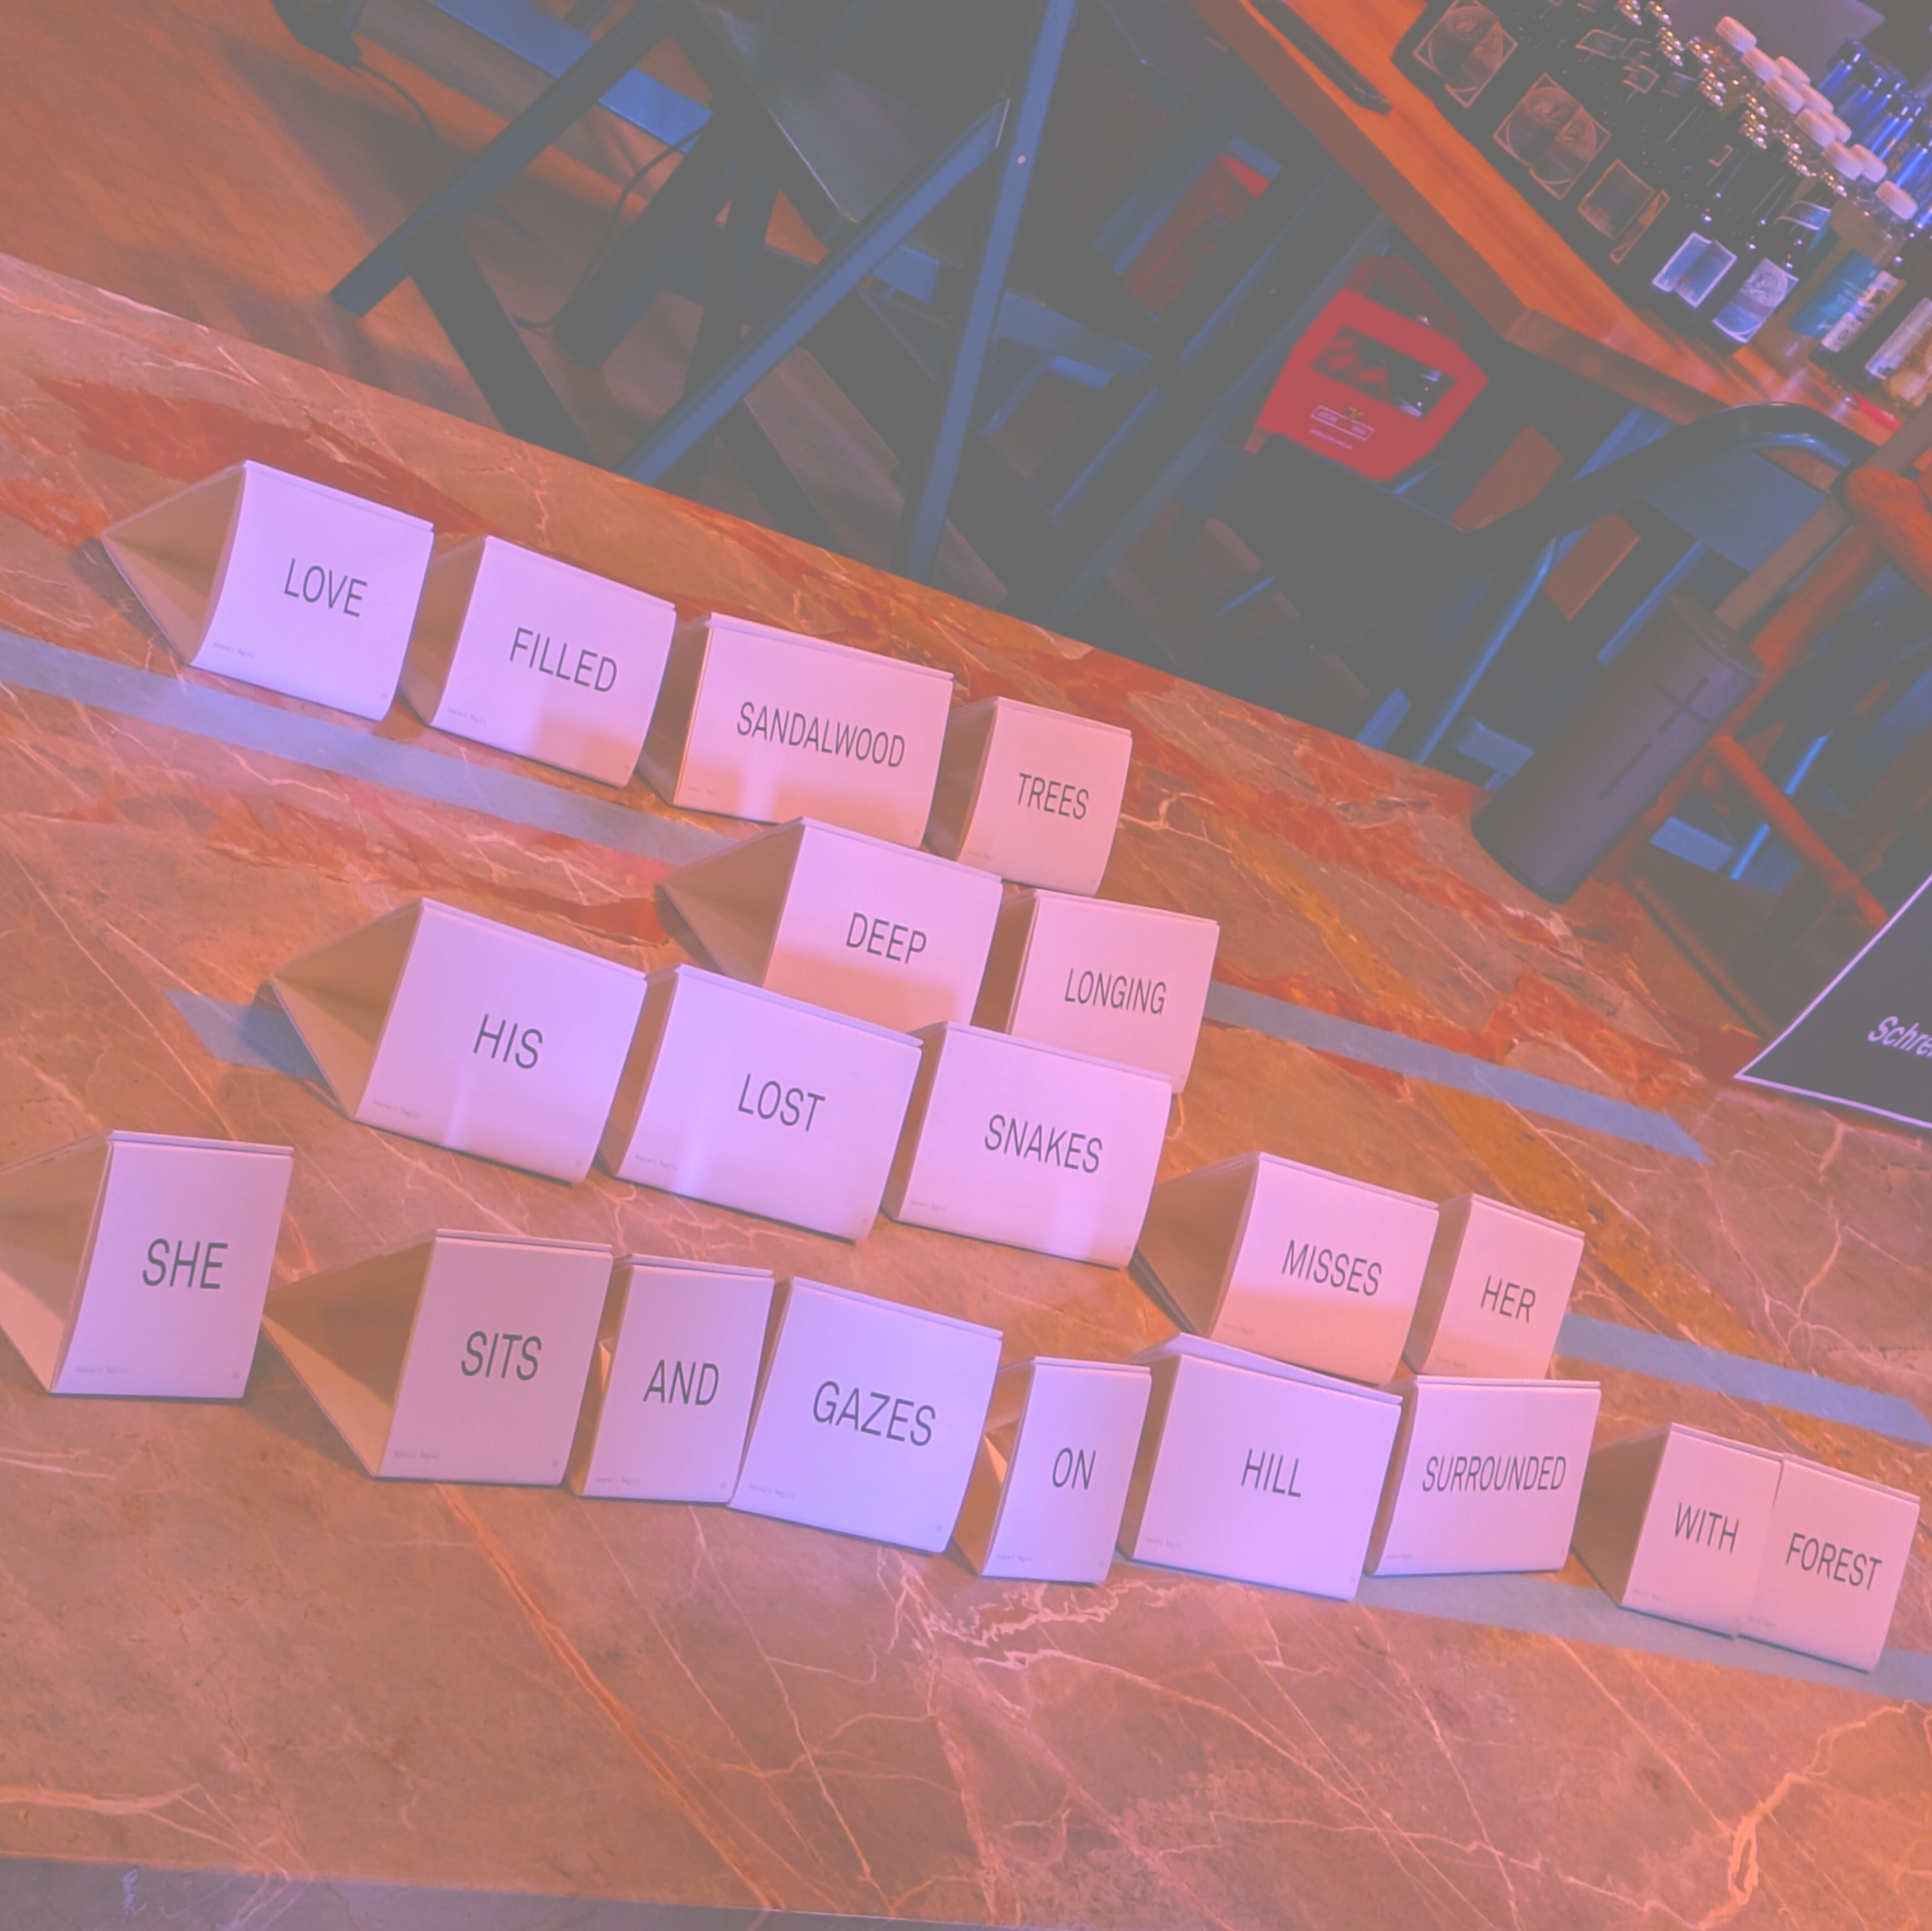 LOVE FILLED SANDALWOOD TREES
DEEP LONGING
HIS LOST SNAKES
MISSES HER
SHE SITS AND GAZES ON HILL SURROUNDED WITH FOREST